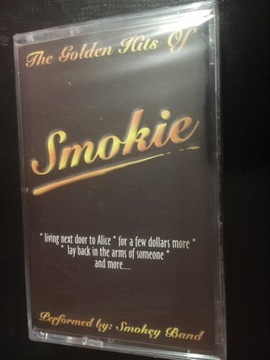 The Golden Hits Of
Smokie
* living next door to Alice * for a few dollars more *
* lay back in the arms of someone *
and more....
Performed by: Smokey Band